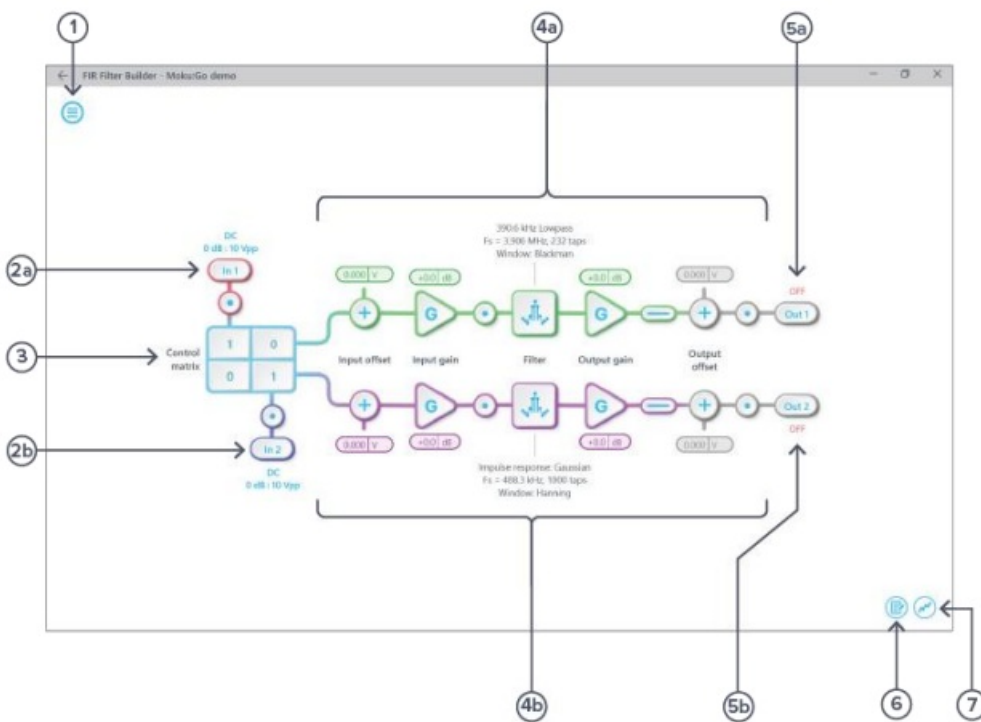 1
4a
5a
FIR Filter Builder - Moku:Go demo
390.6 kHz Lowpass
Fs = 3.906 MHz, 232 taps
Window: Blackman
DC
0 dB : 10 Vpp
2a
In 1
0.000 V
+0.0 dB
+0.0 dB
0.000 V
OFF
G
G
Out 1
3
Control
matrix
1 0
0 1
Input offset
Input gain
Filter
Output gain
Output
offset
G
G
Out 2
2b
In 2
0.000 V
+0.0 dB
+0.0 dB
0.000 V
OFF
DC
0 dB : 10 Vpp
Impulse response: Gaussian
Fs = 488.3 kHz, 1000 taps
Window: Hanning
4b
5b
6
7